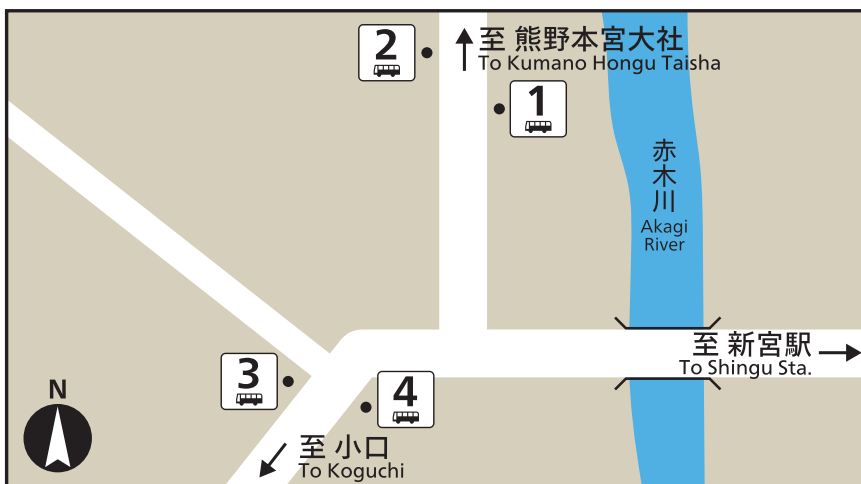 2
至 熊野本宮大社
To Kumano Hongu Taisha
1
赤木川
Akagi
River
至 新宮駅
To Shingu Sta.
3
4
N
至 小口
To Koguchi